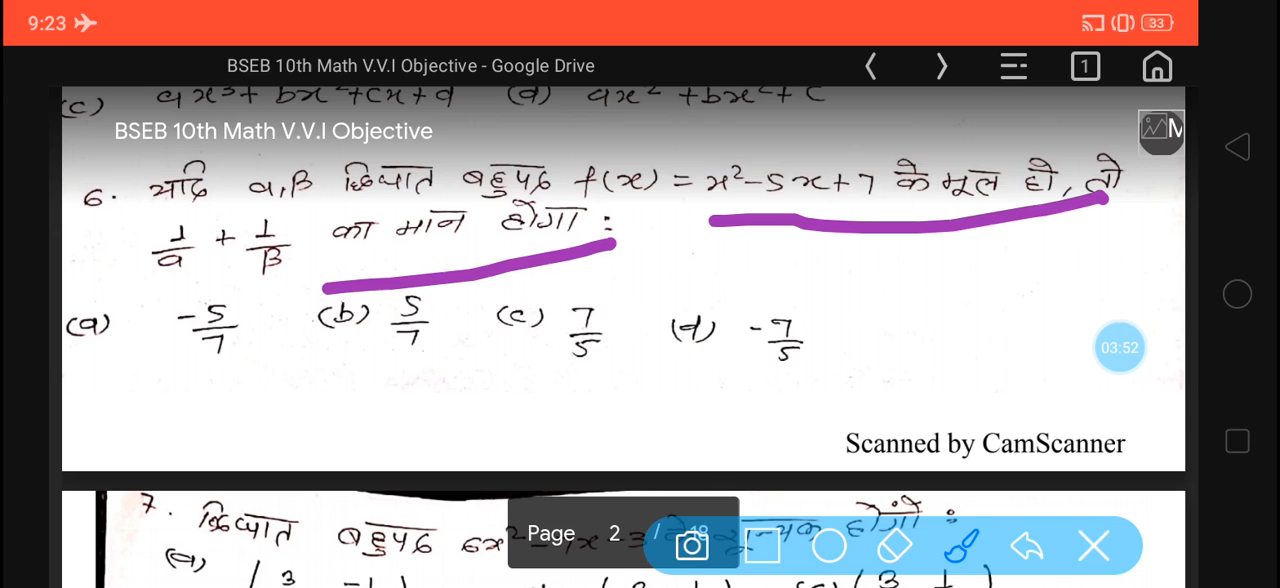 9:23
33
BSEB 10th Math V.V.I Objective - Google Drive
1
(c) ax³ + bx² + cx + d (d) ax² + bx² + c
BSEB 10th Math V.V.I Objective
M
6. यदि α, β द्विघात बहुपद f(x) = x² – 5x + 7 के मूल हो, तो
1/α + 1/β का मान होगा :
(a) -5/7 (b) 5/7 (c) 7/5 (d) -7/5
03:52
Scanned by CamScanner
7. द्विघात बहुपद 6x² होंगे :
Page 2 / 18